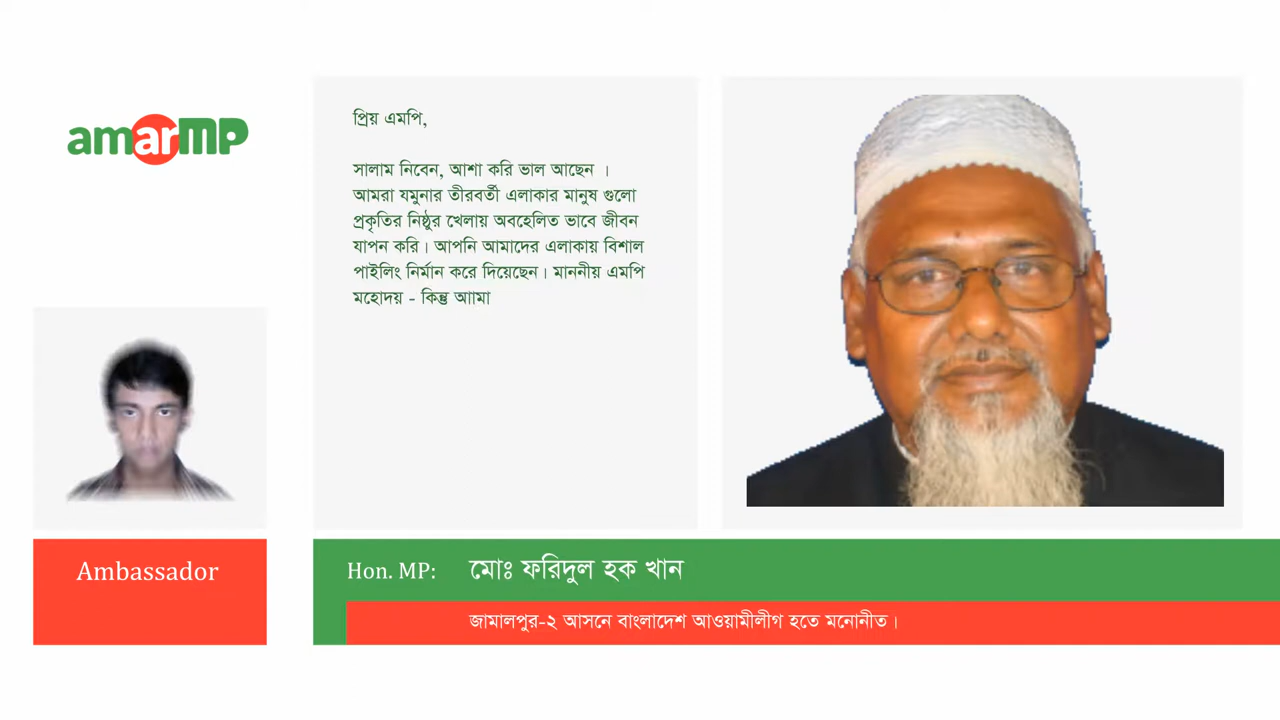 amarMP
প্রিয় এমপি,
সালাম নিবেন, আশা করি ভাল আছেন ।
আমরা যমুনার তীরবর্তী এলাকার মানুষ গুলো
প্রকৃতির নিষ্ঠুর খেলায় অবহেলিত ভাবে জীবন
যাপন করি। আপনি আমাদের এলাকায় বিশাল
পাইলিং নির্মান করে দিয়েছেন। মাননীয় এমপি
মহোদয় - কিন্তু আামা
Ambassador
Hon. MP: মোঃ ফরিদুল হক খান
জামালপুর-২ আসনে বাংলাদেশ আওয়ামীলীগ হতে মনোনীত।